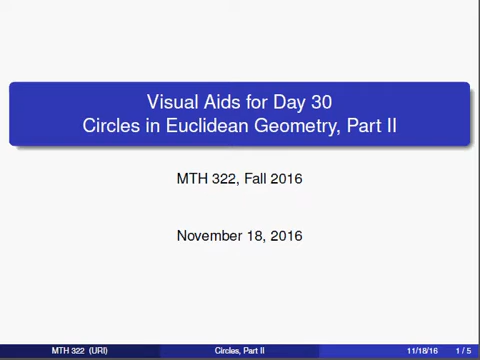 Visual Aids for Day 30
Circles in Euclidean Geometry, Part II
MTH 322, Fall 2016
November 18, 2016
MTH 322 (URI) Circles, Part II 11/18/16 1 / 5